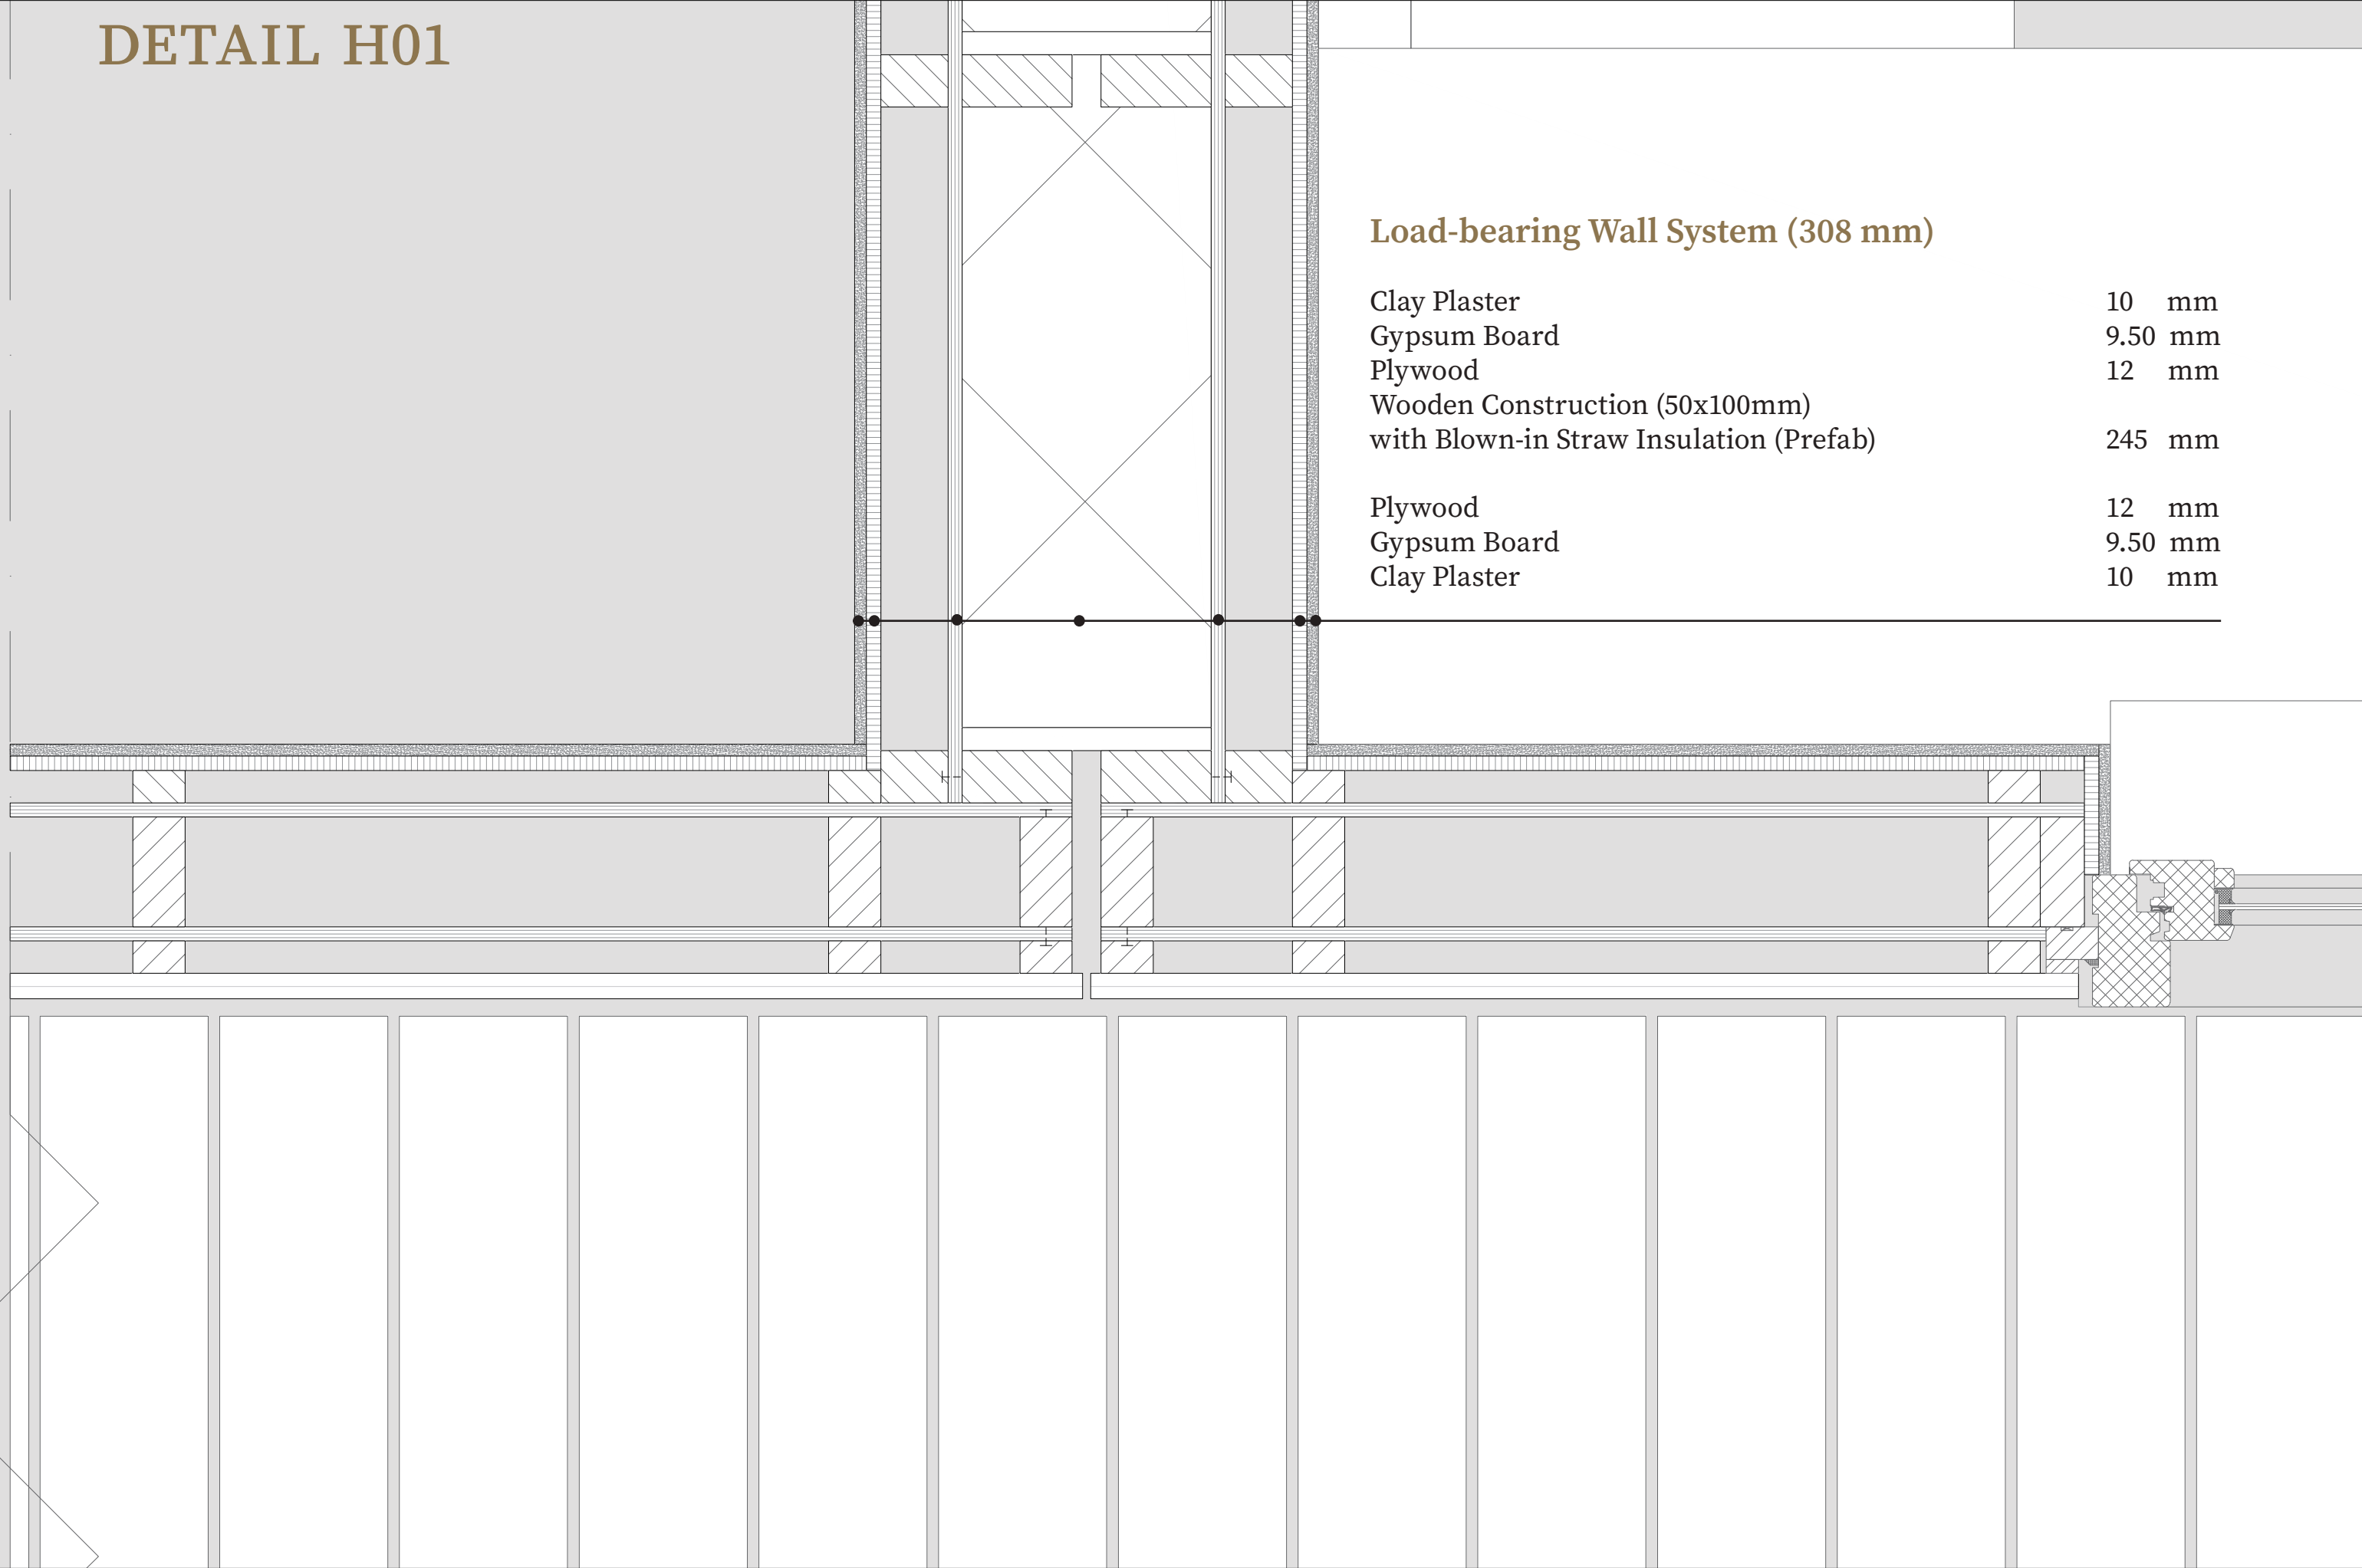 DETAIL H01
Load-bearing Wall System (308 mm)
Clay Plaster 10 mm
Gypsum Board 9.50 mm
Plywood 12 mm
Wooden Construction (50x100mm)
with Blown-in Straw Insulation (Prefab) 245 mm
Plywood 12 mm
Gypsum Board 9.50 mm
Clay Plaster 10 mm